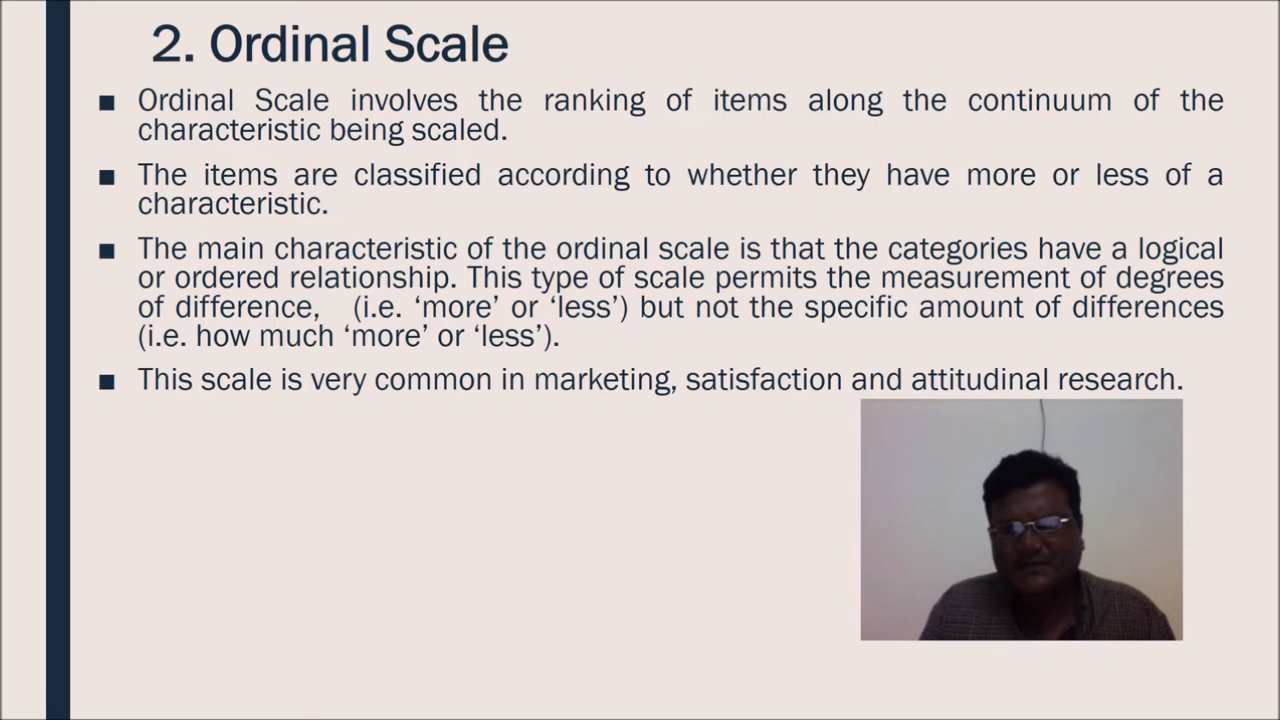 2. Ordinal Scale
■ Ordinal Scale involves the ranking of items along the continuum of the
characteristic being scaled.
■ The items are classified according to whether they have more or less of a
characteristic.
■ The main characteristic of the ordinal scale is that the categories have a logical
or ordered relationship. This type of scale permits the measurement of degrees
of difference, (i.e. ‘more’ or ‘less’) but not the specific amount of differences
(i.e. how much ‘more’ or ‘less’).
■ This scale is very common in marketing, satisfaction and attitudinal research.